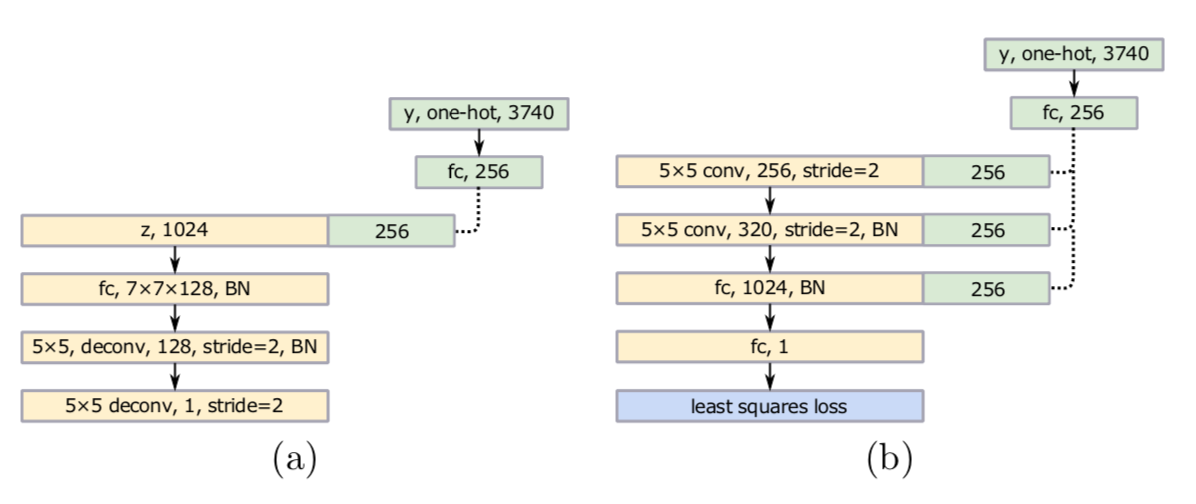 y, one-hot, 3740
fc, 256
z, 1024
256
fc, 7×7×128, BN
5×5, deconv, 128, stride=2, BN
5×5 deconv, 1, stride=2
(a)
y, one-hot, 3740
fc, 256
5×5 conv, 256, stride=2
256
5×5 conv, 320, stride=2, BN
256
fc, 1024, BN
256
fc, 1
least squares loss
(b)